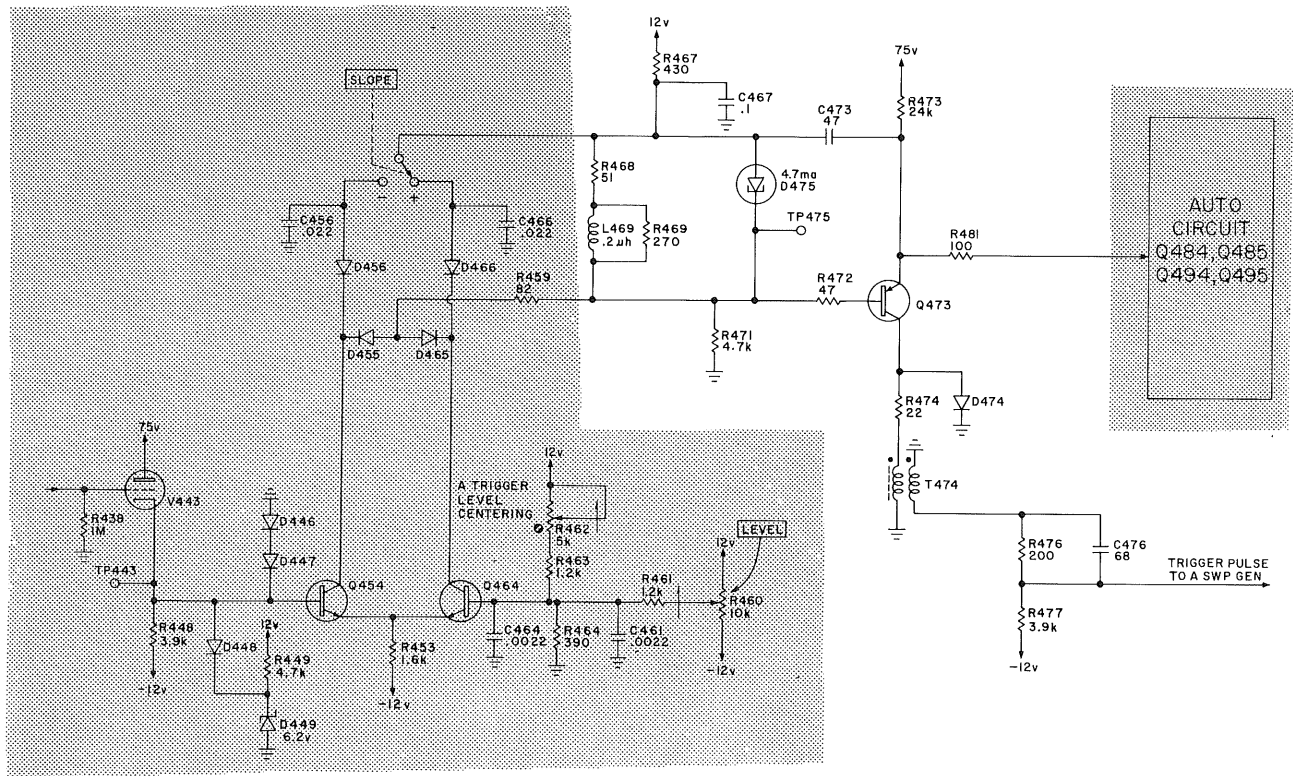 12v
R467
430
75v
SLOPE
C467
.1
C473
47
R473
24k
R468
51
4.7ma
D475
- +
C456
.022
C466
.022
L469
.2µh
R469
270
TP475
AUTO
CIRCUIT
Q484,Q485
Q494,Q495
R481
100
D456
D466
R459
82
R472
47
Q473
D455
D465
R471
4.7k
R474
22
D474
75v
12v
T474
A TRIGGER
LEVEL
CENTERING
V443
R462
5k
LEVEL
R438
1M
D446
R463
1.2k
12v
R476
200
C476
68
TRIGGER PULSE
TO A SWP GEN
D447
TP443
Q454
Q464
R461
1.2k
R460
10k
R448
3.9k
D448
12v
R449
4.7k
R453
1.6k
C464
.0022
R464
390
C461
.0022
R477
3.9k
-12v
-12v
-12v
-12v
D449
6.2v